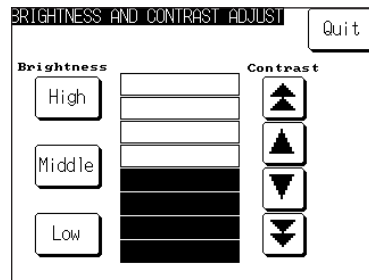 BRIGHTNESS AND CONTRAST ADJUST
Quit
Brightness
Contrast
High
Middle
Low